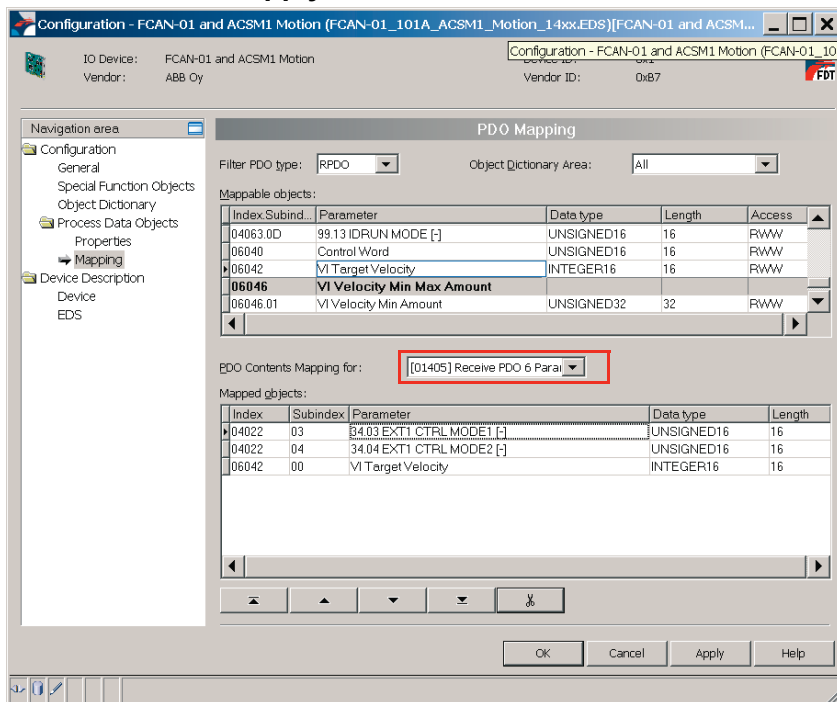 Configuration - FCAN-01 and ACSM1 Motion (FCAN-01_101A_ACSM1_Motion_14xx.EDS)[FCAN-01 and ACSM...
Configuration - FCAN-01 and ACSM1 Motion (FCAN-01_10
IO Device: FCAN-01 and ACSM1 Motion
Vendor: ABB Oy
Vendor ID: 0xB7
FDT
Navigation area
Configuration
General
Special Function Objects
Object Dictionary
Process Data Objects
Properties
Mapping
Device Description
Device
EDS
PDO Mapping
Filter PDO type: RPDO Object Dictionary Area: All
Mappable objects:
Index.Subind... Parameter Data type Length Access
04063.0D 99.13 IDRUN MODE [-] UNSIGNED16 16 RWW
06040 Control Word UNSIGNED16 16 RWW
06042 Vl Target Velocity INTEGER16 16 RWW
06046 Vl Velocity Min Max Amount
06046.01 Vl Velocity Min Amount UNSIGNED32 32 RWW
PDO Contents Mapping for: [01405] Receive PDO 6 Parai
Mapped objects:
Index Subindex Parameter Data type Length
04022 03 34.03 EXT1 CTRL MODE1 [-] UNSIGNED16 16
04022 04 34.04 EXT1 CTRL MODE2 [-] UNSIGNED16 16
06042 00 Vl Target Velocity INTEGER16 16
OK Cancel Apply Help